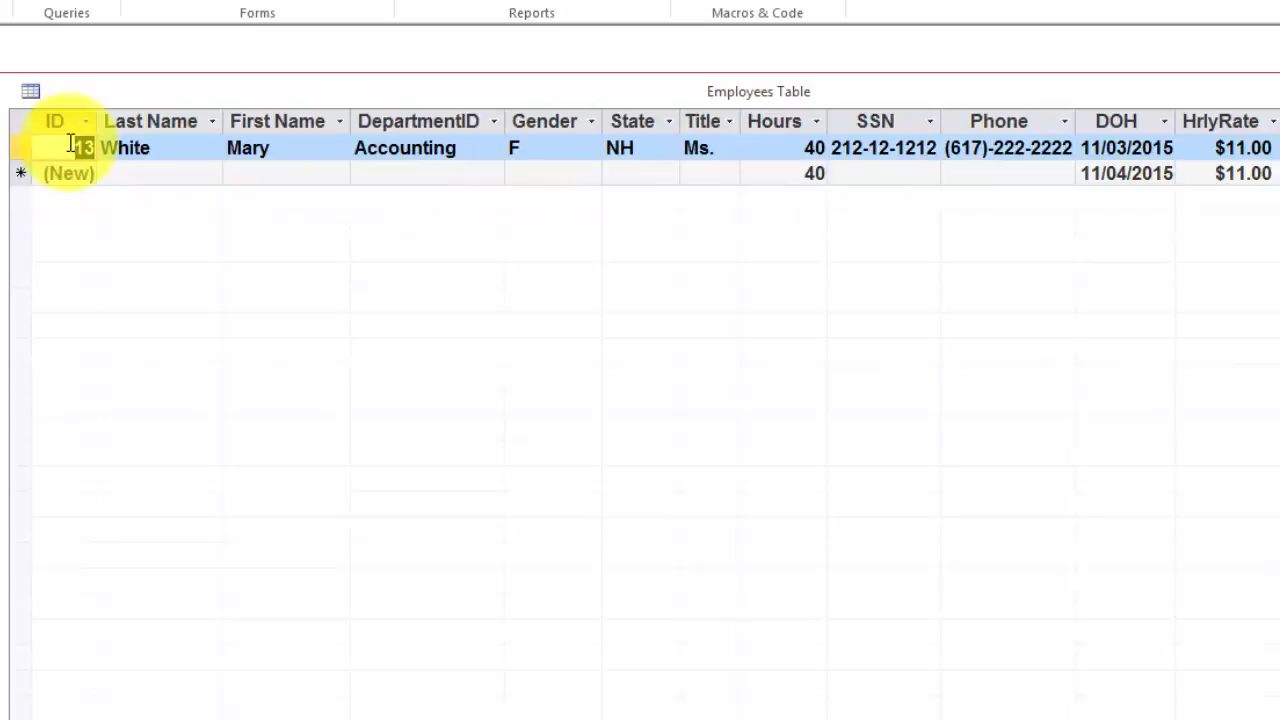 Queries Forms Reports Macros & Code
Employees Table
ID Last Name First Name DepartmentID Gender State Title Hours SSN Phone DOH HrlyRate
13 White Mary Accounting F NH Ms. 40 212-12-1212 (617)-222-2222 11/03/2015 $11.00
* (New) 40 11/04/2015 $11.00